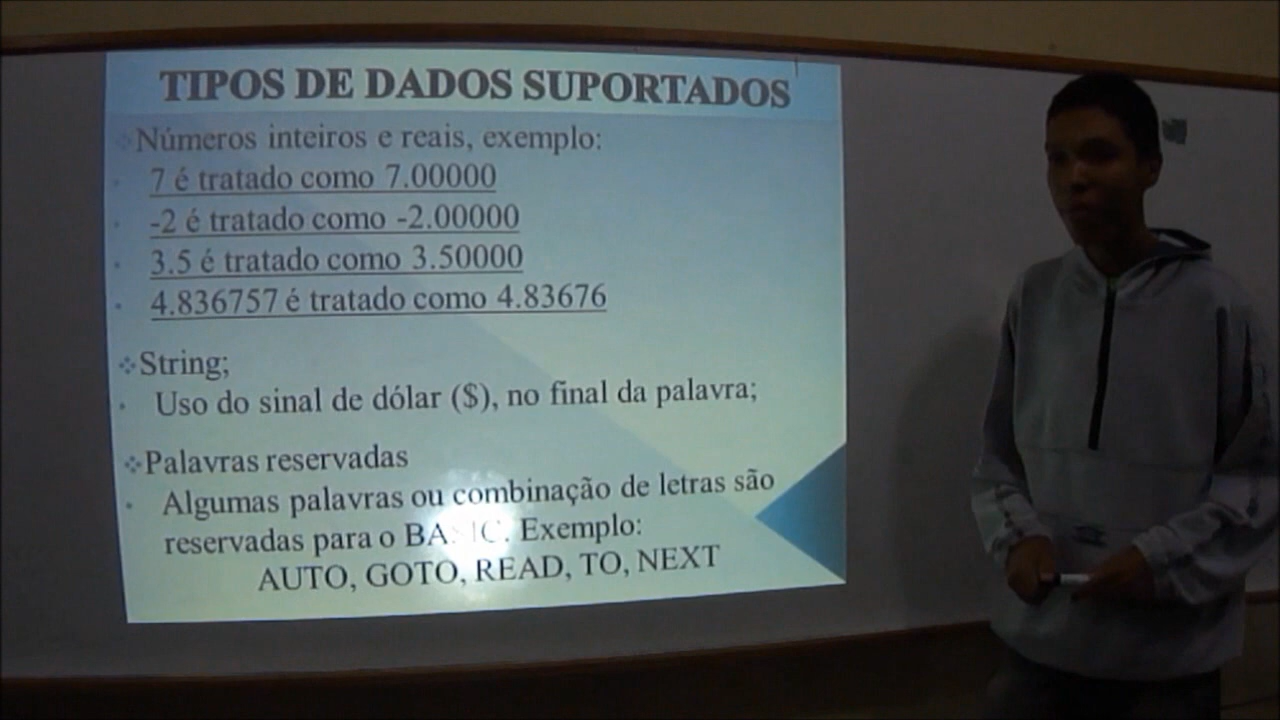 TIPOS DE DADOS SUPORTADOS
Números inteiros e reais, exemplo:
7 é tratado como 7.00000
-2 é tratado como -2.00000
3.5 é tratado como 3.50000
4.836757 é tratado como 4.83676
String;
Uso do sinal de dólar ($), no final da palavra;
Palavras reservadas
Algumas palavras ou combinação de letras são
reservadas para o BASIC. Exemplo:
AUTO, GOTO, READ, TO, NEXT